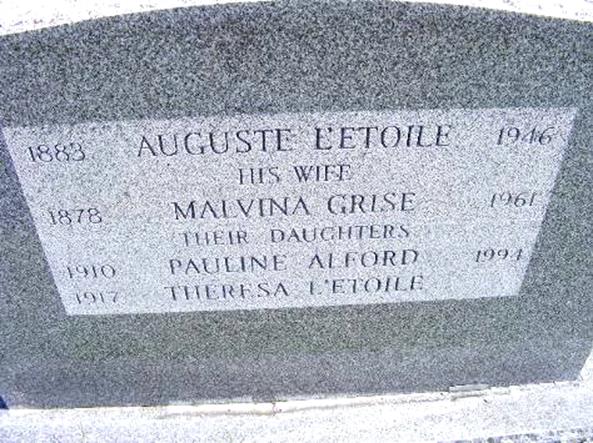 1883 AUGUSTE L'ETOILE 1946
HIS WIFE
1878 MALVINA GRISE 1961
THEIR DAUGHTERS
1910 PAULINE ALFORD 1994
1917 THERESA L'ETOILE